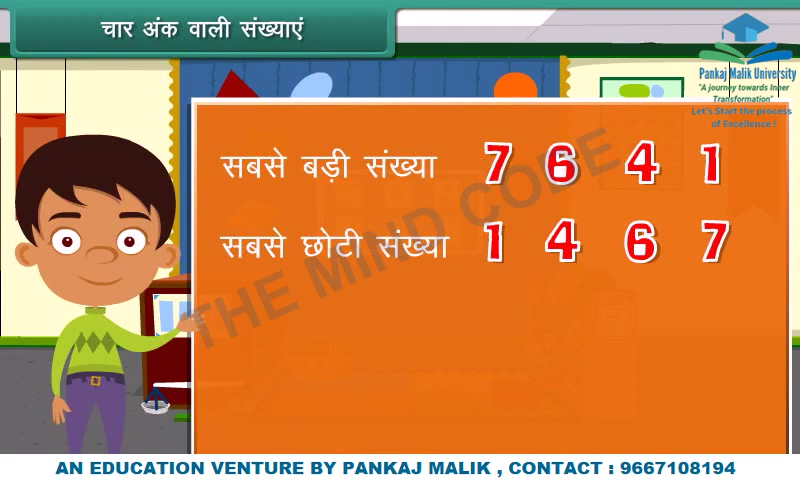 चार अंक वाली संख्याएं
Pankaj Malik University
"A journey towards Inner
Transformation"
Let's Start the process
of Excellence !
सबसे बड़ी संख्या 7 6 4 1
सबसे छोटी संख्या 1 4 6 7
THE MIND CODE
AN EDUCATION VENTURE BY PANKAJ MALIK , CONTACT : 9667108194